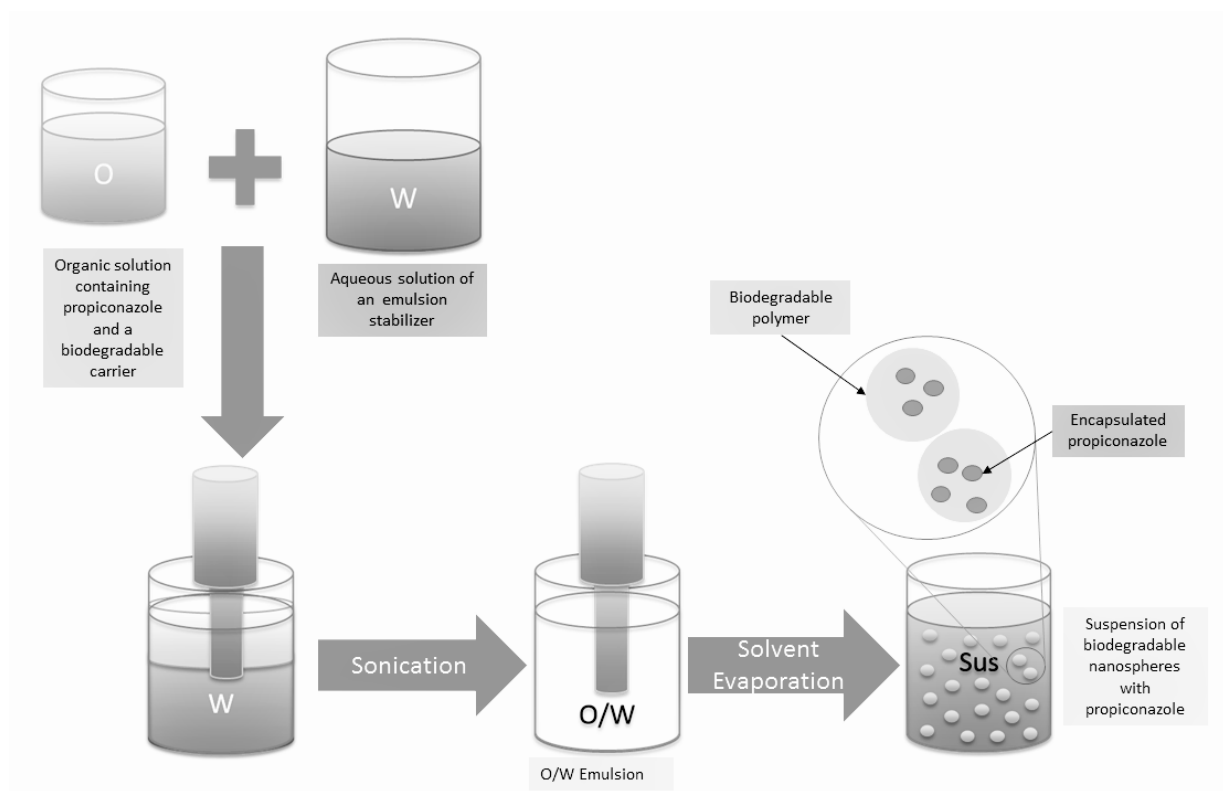 O
W
Organic solution
containing
propiconazole
and a
biodegradable
carrier
Aqueous solution of
an emulsion
stabilizer
Biodegradable
polymer
Encapsulated
propiconazole
W
Sonication
O/W
O/W Emulsion
Solvent
Evaporation
Sus
Suspension of
biodegradable
nanospheres
with
propiconazole